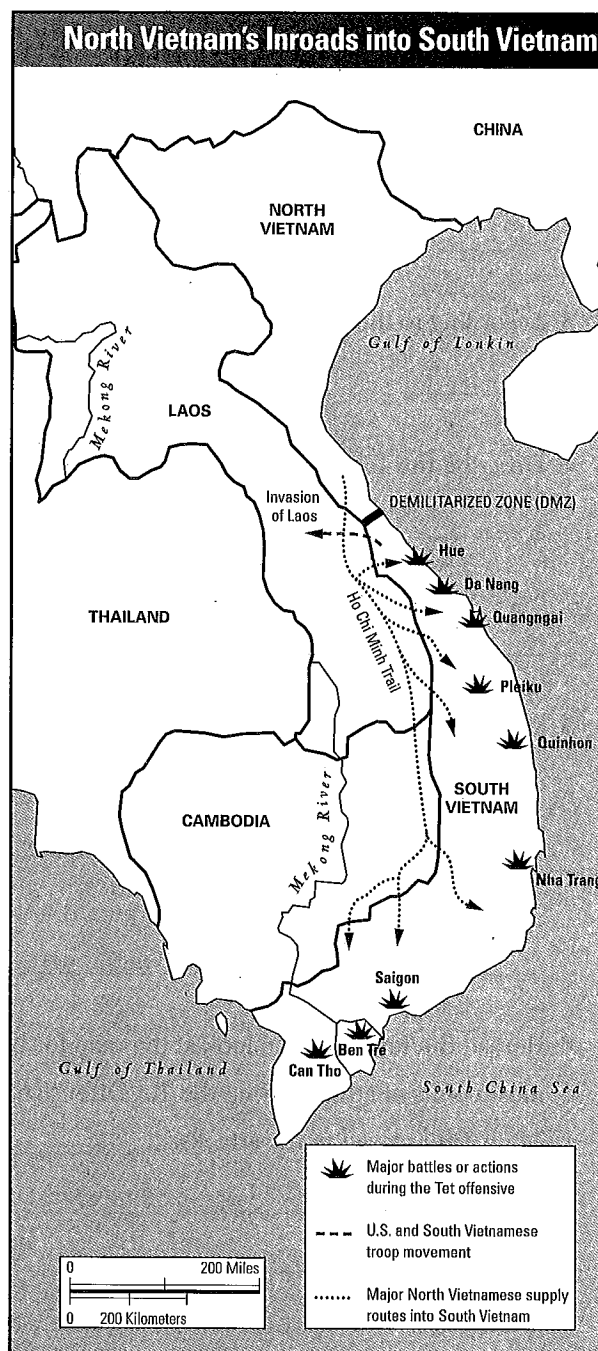 North Vietnam's Inroads into South Vietnam
CHINA
NORTH
VIETNAM
Gulf of Tonkin
Mekong River
LAOS
Invasion
of Laos
DEMILITARIZED ZONE (DMZ)
Hue
Da Nang
THAILAND
Quangngai
Ho Chi Minh Trail
Pleiku
Quinhon
SOUTH
VIETNAM
CAMBODIA
Mekong River
Nha Trang
Saigon
Ben Tre
Can Tho
Gulf of Thailand
South China Sea
Major battles or actions
during the Tet offensive
U.S. and South Vietnamese
troop movement
Major North Vietnamese supply
routes into South Vietnam
0 200 Miles
0 200 Kilometers